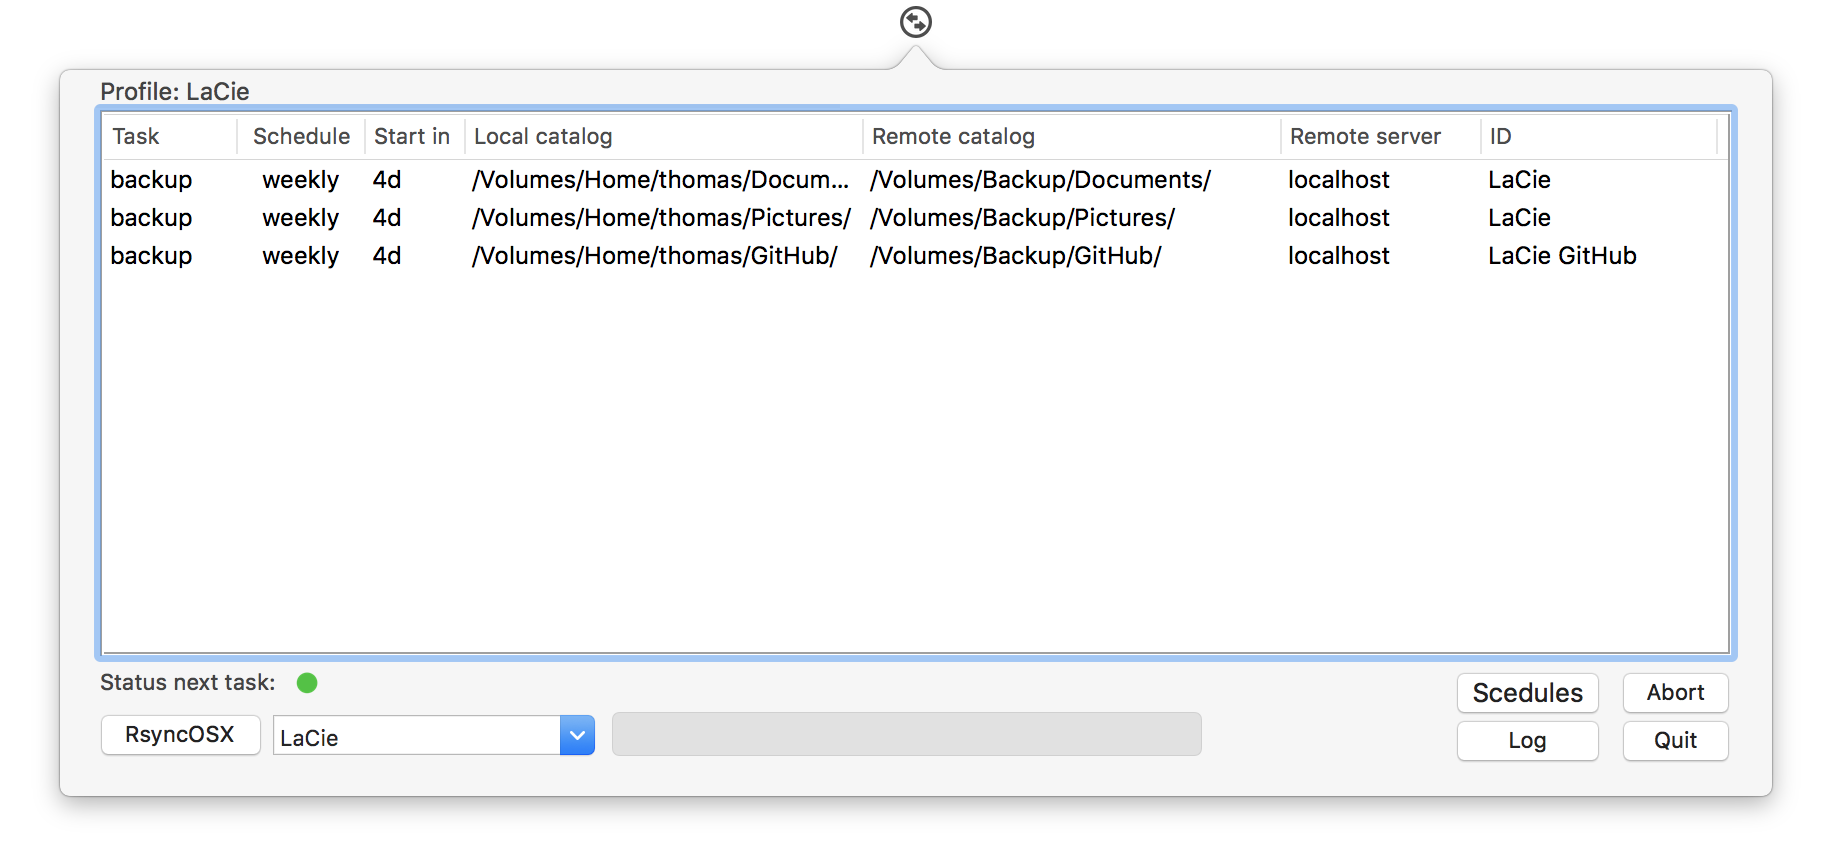 Profile: LaCie
Task Schedule Start in Local catalog Remote catalog Remote server ID
backup weekly 4d /Volumes/Home/thomas/Docum... /Volumes/Backup/Documents/ localhost LaCie
backup weekly 4d /Volumes/Home/thomas/Pictures/ /Volumes/Backup/Pictures/ localhost LaCie
backup weekly 4d /Volumes/Home/thomas/GitHub/ /Volumes/Backup/GitHub/ localhost LaCie GitHub
Status next task:
Scedules Abort
RsyncOSX LaCie
Log Quit